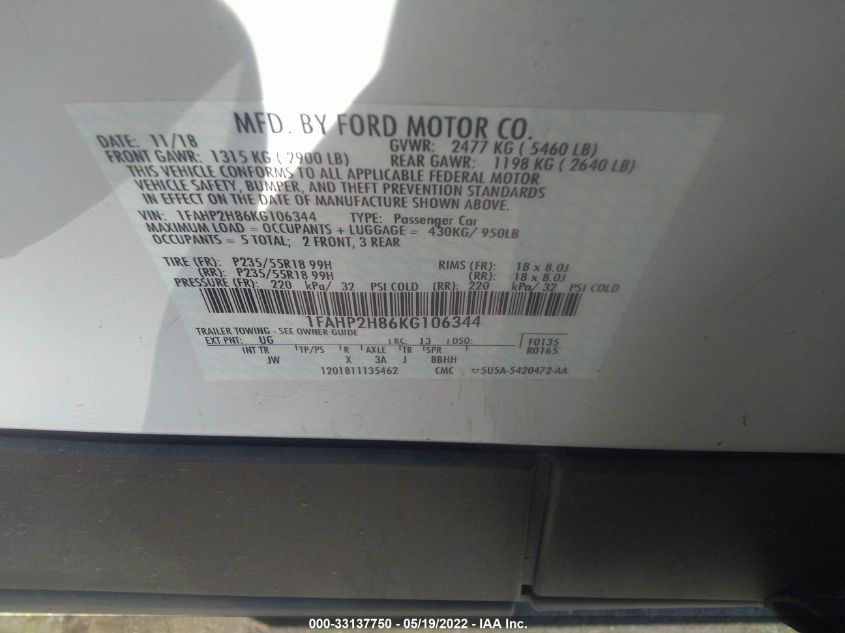 MFD. BY FORD MOTOR CO.
DATE: 11/18 GVWR: 2477 KG ( 5460 LB)
FRONT GAWR: 1315 KG ( 2900 LB) REAR GAWR: 1198 KG ( 2640 LB)
THIS VEHICLE CONFORMS TO ALL APPLICABLE FEDERAL MOTOR
VEHICLE SAFETY, BUMPER, AND THEFT PREVENTION STANDARDS
IN EFFECT ON THE DATE OF MANUFACTURE SHOWN ABOVE.
VIN: 1FAHP2H86KG106344 TYPE: Passenger Car
MAXIMUM LOAD = OCCUPANTS + LUGGAGE = 430KG/ 950LB
OCCUPANTS = 5 TOTAL; 2 FRONT, 3 REAR
TIRE (FR): P235/55R18 99H RIMS (FR): 18 x 8.0J
(RR): P235/55R18 99H (RR): 18 x 8.0J
PRESSURE (FR): 220 kPa/ 32 PSI COLD (RR): 220 kPa/ 32 PSI COLD
1FAHP2H86KG106344
TRAILER TOWING - SEE OWNER GUIDE
EXT PNT: UG RC: 13 DSO: F0135
INT TR TP/PS R AXLE TR SPR R0165
JW X 3A J BBHH
1201811135462 CMC ▽5U5A-5420472-AA
000-33137750 - 05/19/2022 - IAA Inc.